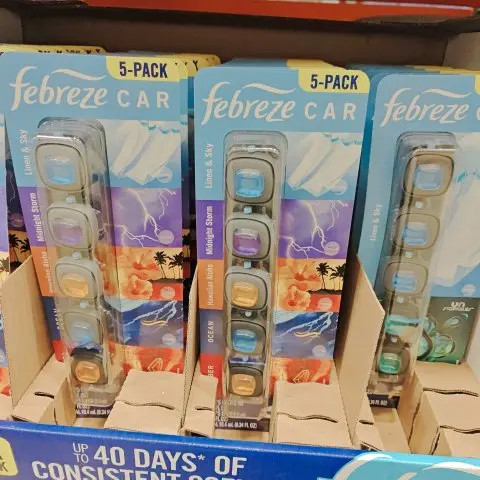 5-PACK
febreze CAR
Linen & Sky
Midnight Storm
Hawaiian Aloha
OCEAN
5-PACK
febreze CAR
Linen & Sky
Midnight Storm
Hawaiian Aloha
OCEAN
febreze CAR
Linen & Sky
UP TO 40 DAYS* OF
CONSISTENT